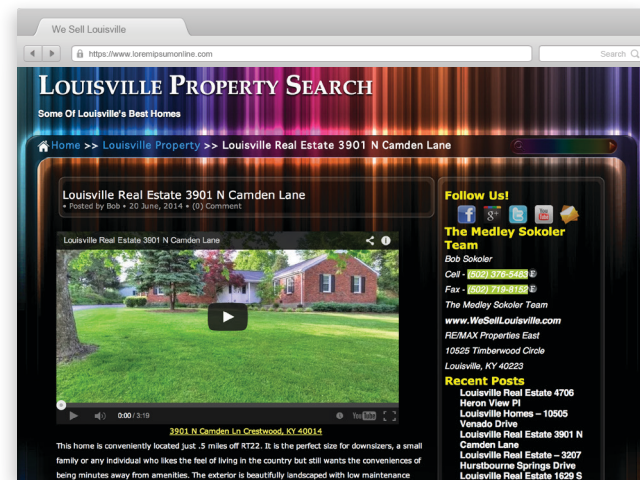 We Sell Louisville
https://www.loremipsumonline.com
Search
LOUISVILLE PROPERTY SEARCH
Some Of Louisville's Best Homes
Home >> Louisville Property >> Louisville Real Estate 3901 N Camden Lane
Louisville Real Estate 3901 N Camden Lane
• Posted by Bob • 20 June, 2014 • (0) Comment
Louisville Real Estate 3901 N Camden Lane
0:00 / 3:19
YouTube
3901 N Camden Ln Crestwood, KY 40014
This home is conveniently located just .5 miles off RT22. It is the perfect size for downsizers, a small
family or any individual who likes the feel of living in the country but still wants the conveniences of
being minutes away from amenities. The exterior is beautifully landscaped with low maintenance
Follow Us!
The Medley Sokoler
Team
Bob Sokoler
Cell - (502) 376-5483
Fax - (502) 719-8152
The Medley Sokoler Team
www.WeSellLouisville.com
RE/MAX Properties East
10525 Timberwood Circle
Louisville, KY 40223
Recent Posts
Louisville Real Estate 4706
Heron View Pl
Louisville Homes – 10505
Venado Drive
Louisville Real Estate 3901 N
Camden Lane
Louisville Real Estate – 3207
Hurstbourne Springs Drive
Louisville Real Estate 1629 S